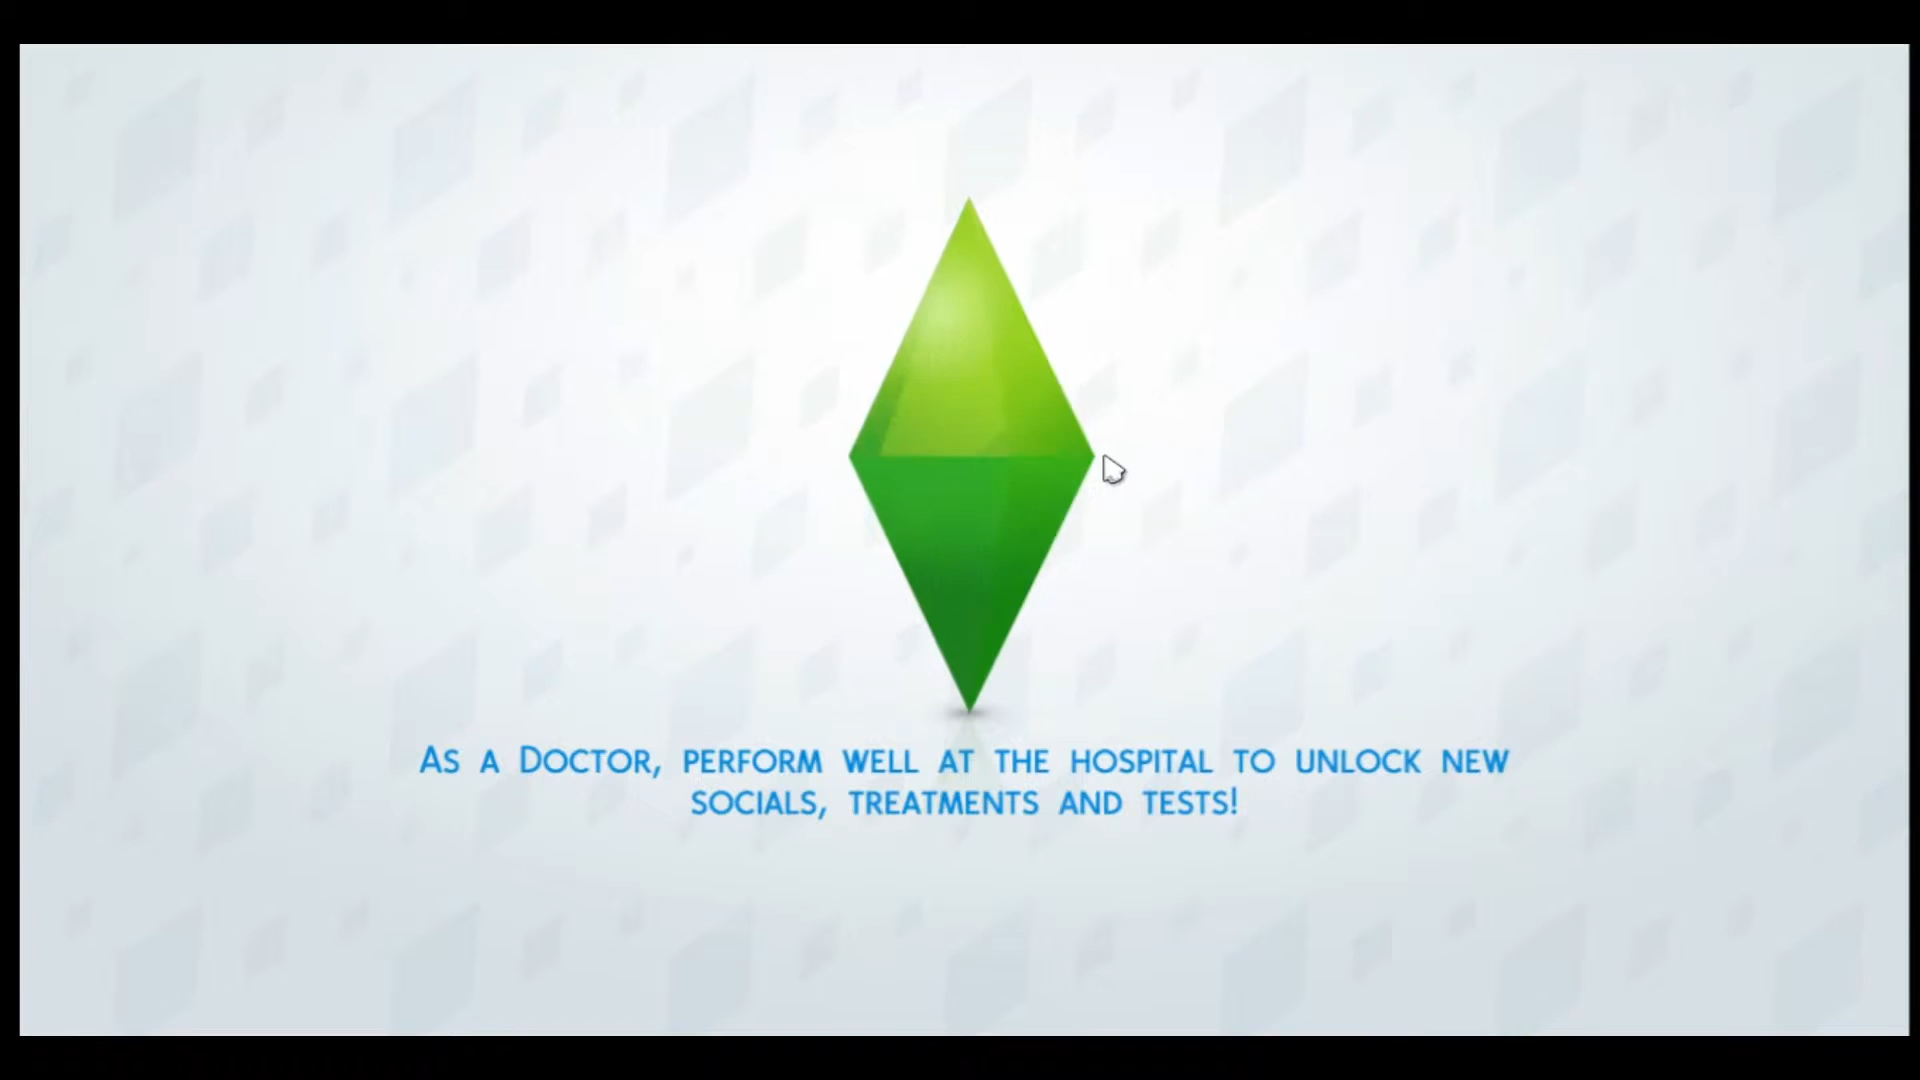 As a Doctor, perform well at the hospital to unlock new
socials, treatments and tests!